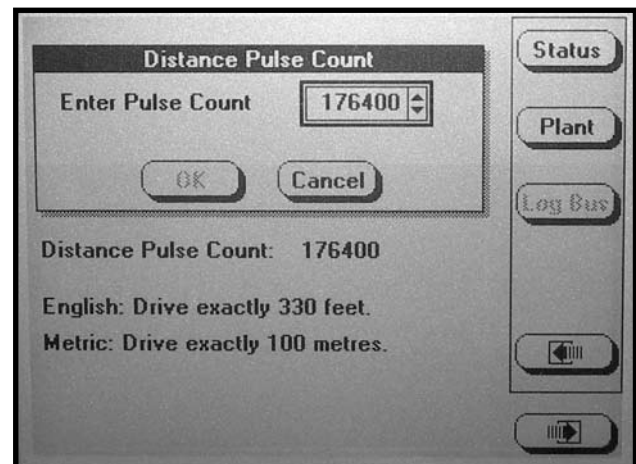 Distance Pulse Count
Enter Pulse Count 176400
OK Cancel
Distance Pulse Count: 176400
English: Drive exactly 330 feet.
Metric: Drive exactly 100 metres.
Status
Plant
Log Bus